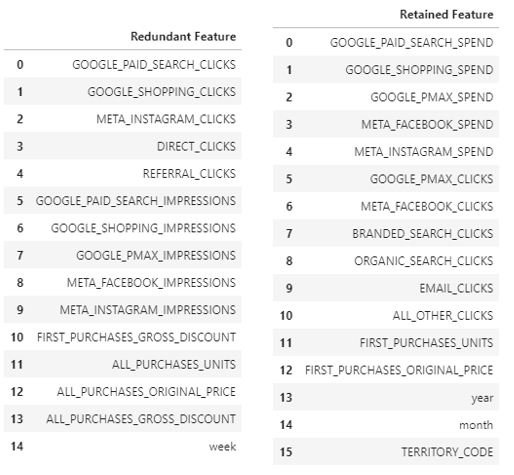 Redundant Feature
0 GOOGLE_PAID_SEARCH_CLICKS
1 GOOGLE_SHOPPING_CLICKS
2 META_INSTAGRAM_CLICKS
3 DIRECT_CLICKS
4 REFERRAL_CLICKS
5 GOOGLE_PAID_SEARCH_IMPRESSIONS
6 GOOGLE_SHOPPING_IMPRESSIONS
7 GOOGLE_PMAX_IMPRESSIONS
8 META_FACEBOOK_IMPRESSIONS
9 META_INSTAGRAM_IMPRESSIONS
10 FIRST_PURCHASES_GROSS_DISCOUNT
11 ALL_PURCHASES_UNITS
12 ALL_PURCHASES_ORIGINAL_PRICE
13 ALL_PURCHASES_GROSS_DISCOUNT
14 week
Retained Feature
0 GOOGLE_PAID_SEARCH_SPEND
1 GOOGLE_SHOPPING_SPEND
2 GOOGLE_PMAX_SPEND
3 META_FACEBOOK_SPEND
4 META_INSTAGRAM_SPEND
5 GOOGLE_PMAX_CLICKS
6 META_FACEBOOK_CLICKS
7 BRANDED_SEARCH_CLICKS
8 ORGANIC_SEARCH_CLICKS
9 EMAIL_CLICKS
10 ALL_OTHER_CLICKS
11 FIRST_PURCHASES_UNITS
12 FIRST_PURCHASES_ORIGINAL_PRICE
13 year
14 month
15 TERRITORY_CODE